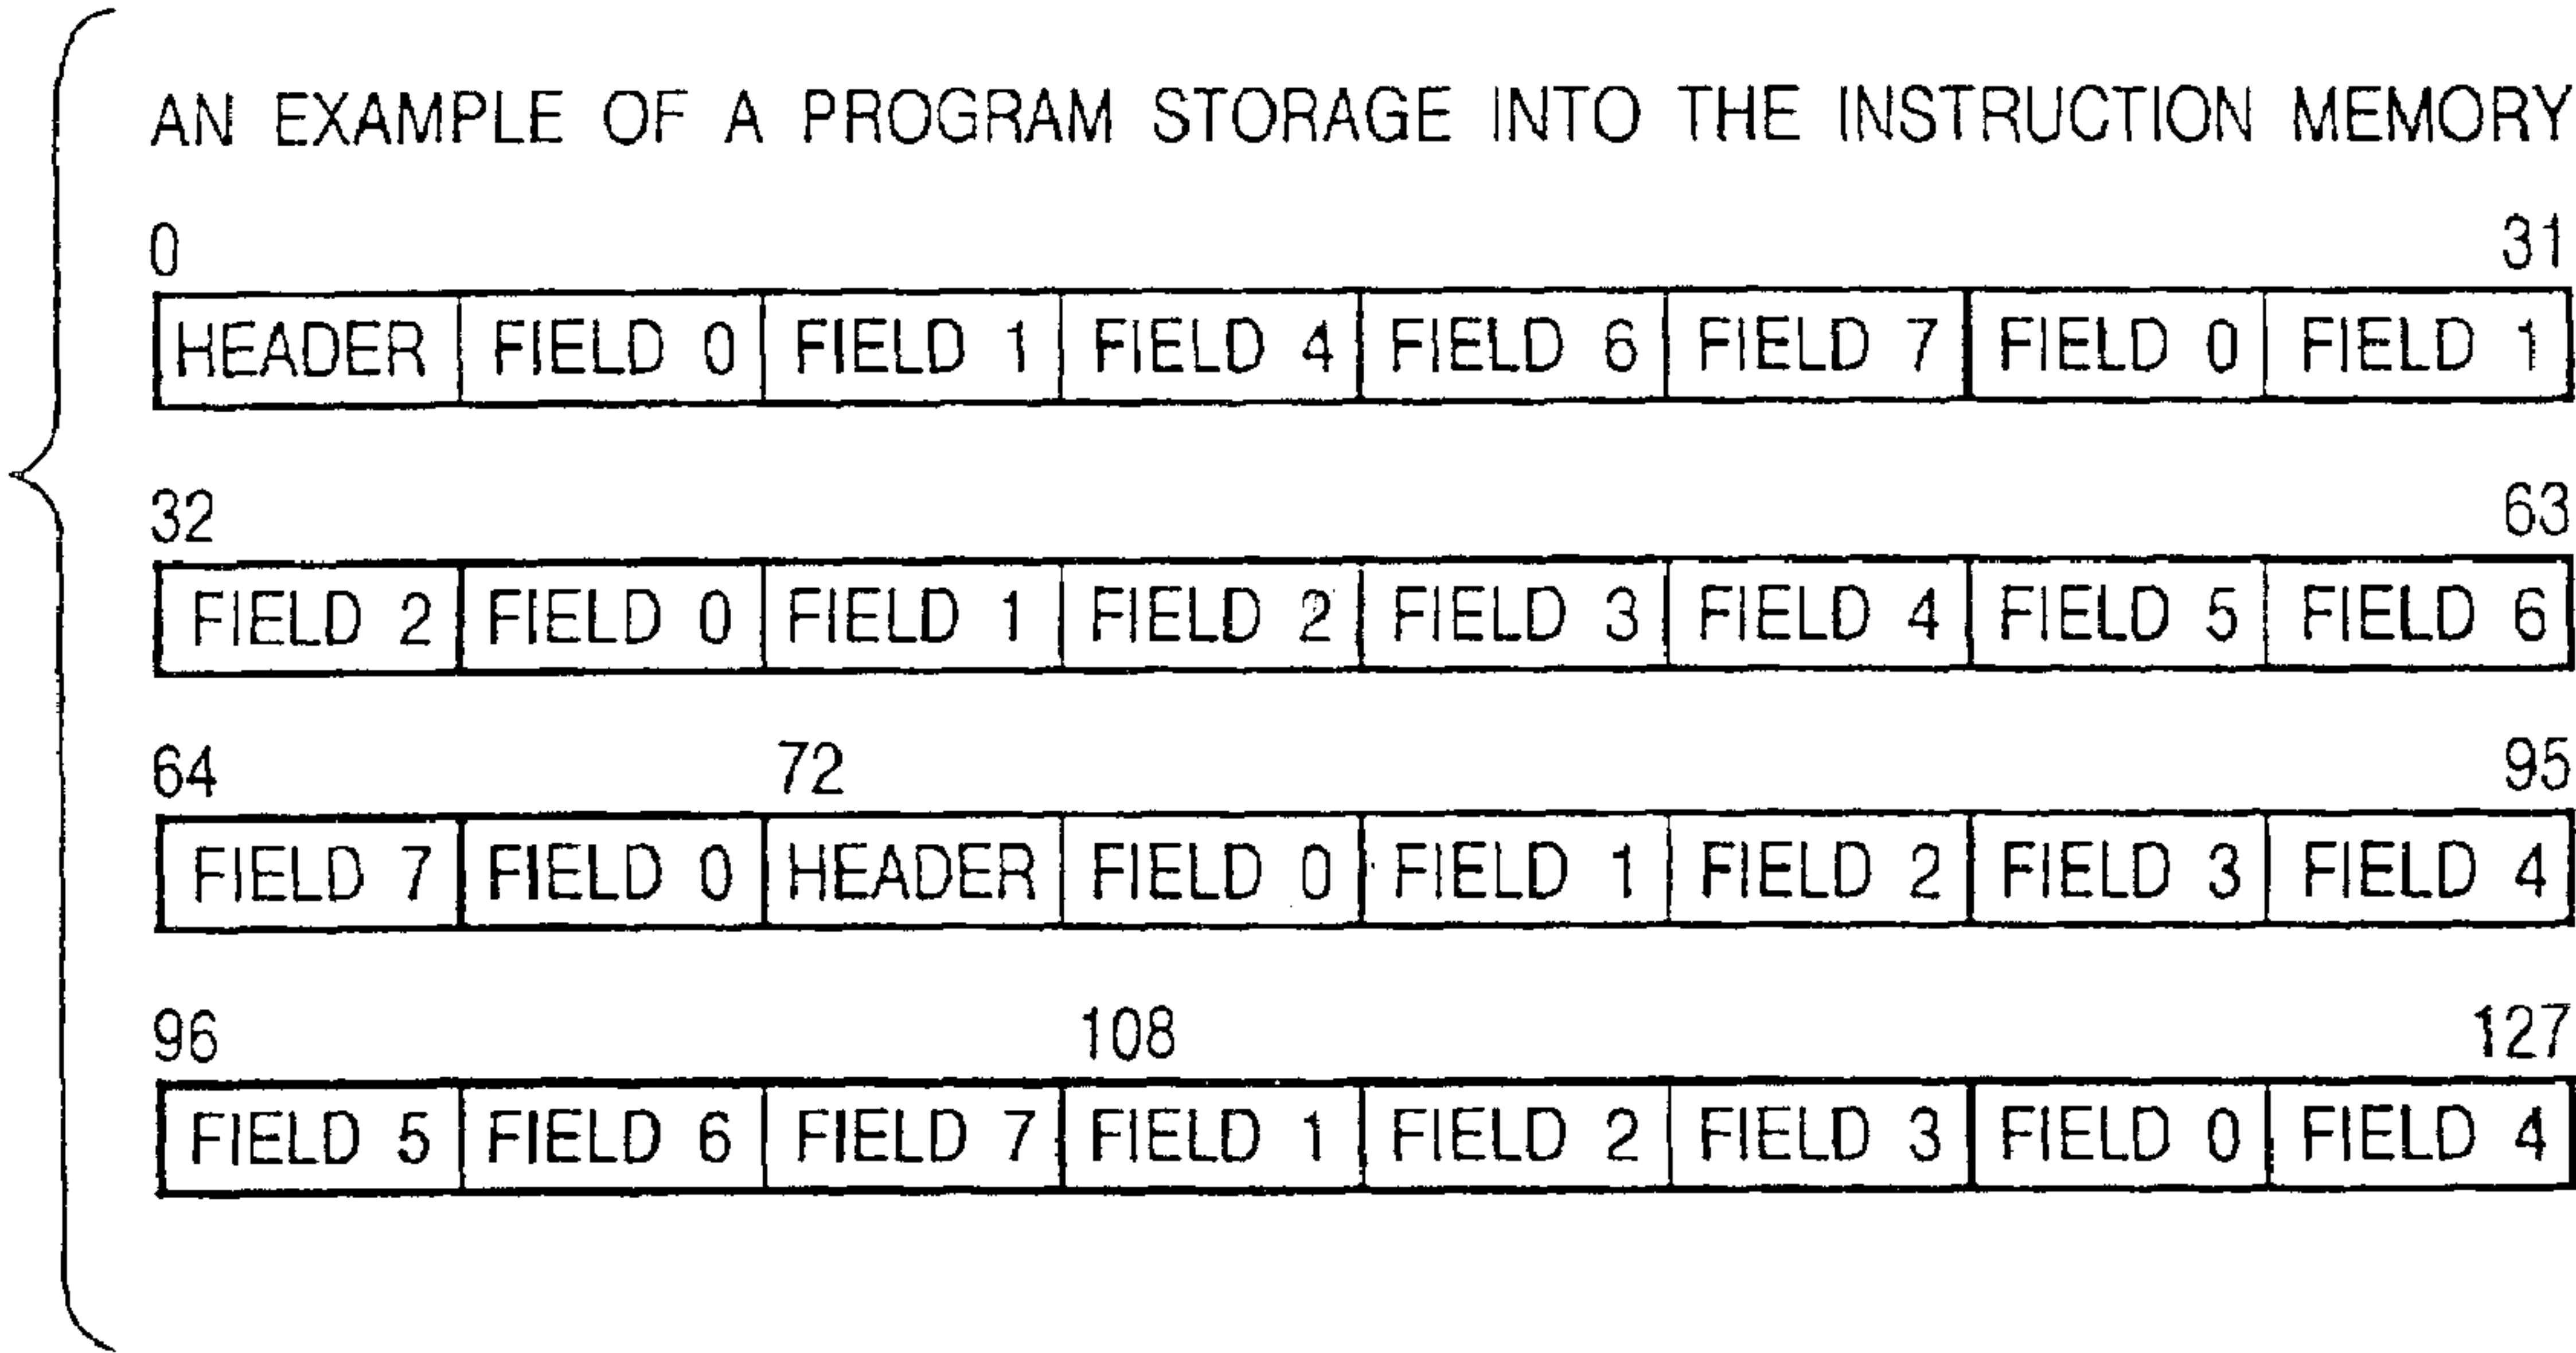 AN EXAMPLE OF A PROGRAM STORAGE INTO THE INSTRUCTION MEMORY
0 31
HEADER FIELD 0 FIELD 1 FIELD 4 FIELD 6 FIELD 7 FIELD 0 FIELD 1
32 63
FIELD 2 FIELD 0 FIELD 1 FIELD 2 FIELD 3 FIELD 4 FIELD 5 FIELD 6
64 72 95
FIELD 7 FIELD 0 HEADER FIELD 0 FIELD 1 FIELD 2 FIELD 3 FIELD 4
96 108 127
FIELD 5 FIELD 6 FIELD 7 FIELD 1 FIELD 2 FIELD 3 FIELD 0 FIELD 4